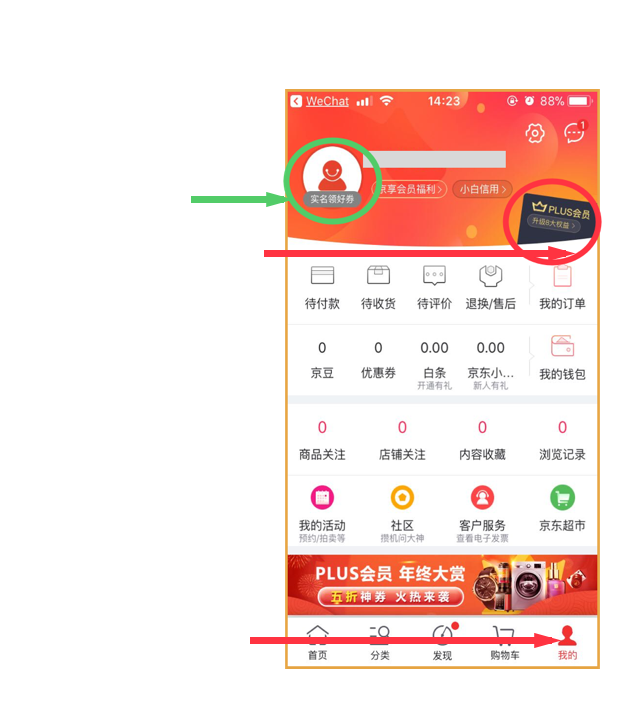 WeChat 14:23 88%
1
京享会员福利 小白信用
实名领好券
PLUS会员
升级8大权益
待付款 待收货 待评价 退换/售后 我的订单
0 0 0.00 0.00
京豆 优惠券 白条 京东小... 我的钱包
开通有礼 新人有礼
0 0 0 0
商品关注 店铺关注 内容收藏 浏览记录
我的活动 社区 客户服务 京东超市
预约/拍卖等 攒机问大神 查看电子发票
PLUS会员 年终大赏
五折神券 火热来袭
首页 分类 发现 购物车 我的